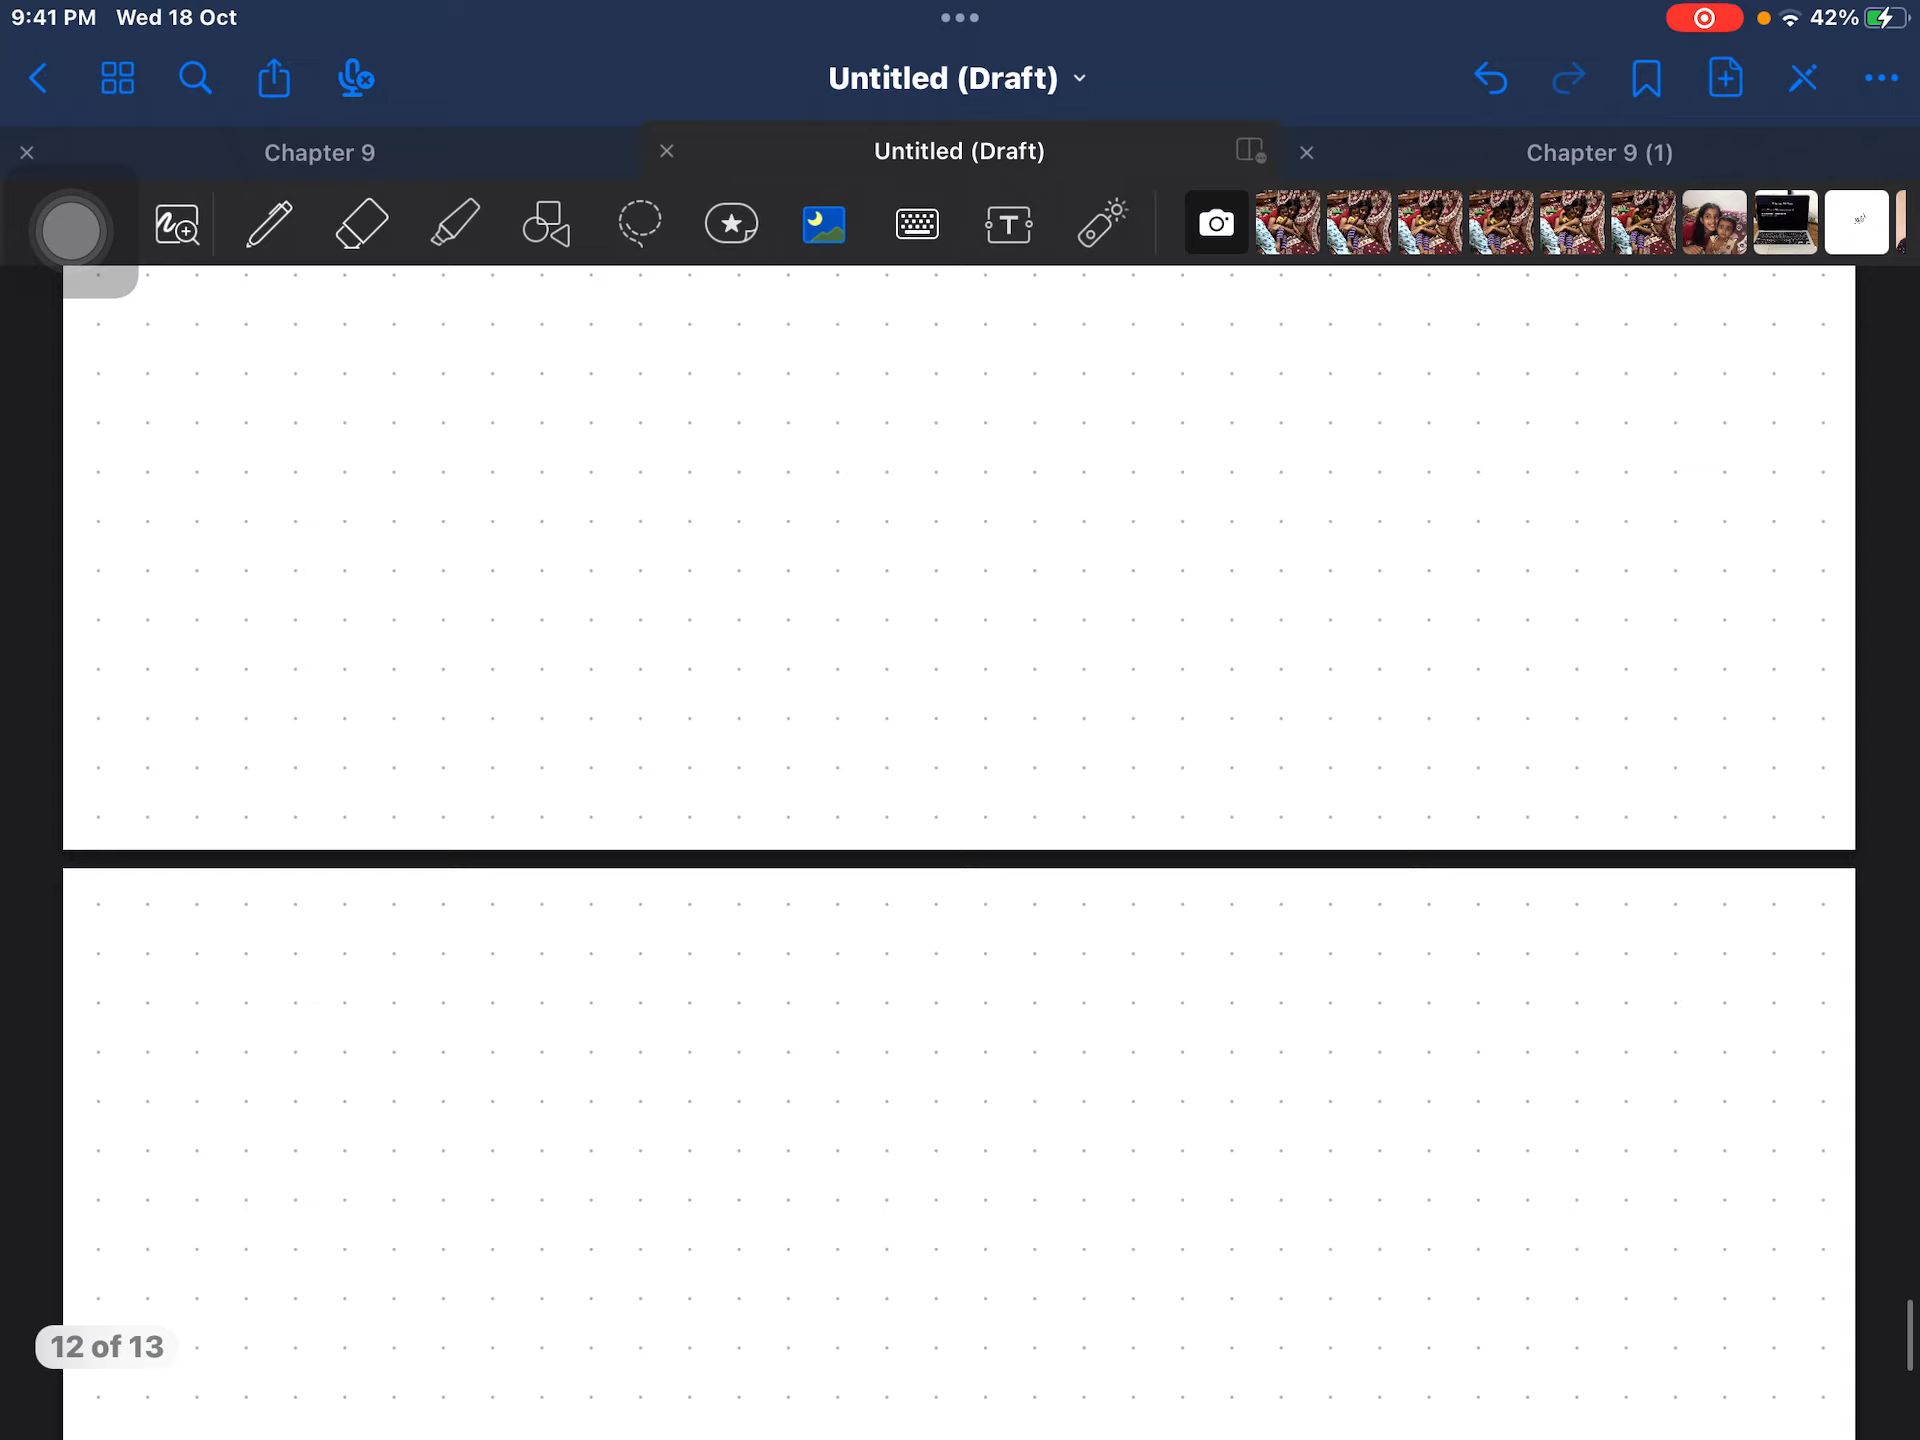 9:41 PM Wed 18 Oct
42%
Untitled (Draft)
Chapter 9
Untitled (Draft)
Chapter 9 (1)
T
12 of 13